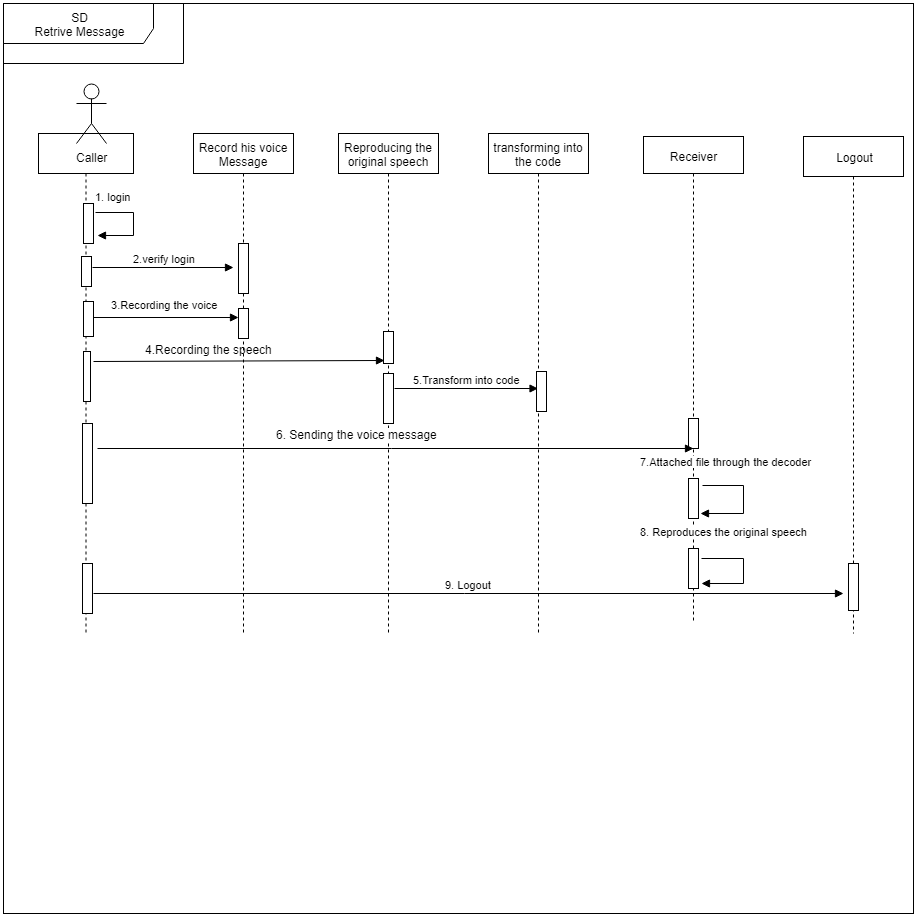 SD
Retrive Message
Caller
Record his voice
Message
Reproducing the
original speech
transforming into
the code
Receiver
Logout
1. login
2.verify login
3.Recording the voice
4.Recording the speech
5.Transform into code
6. Sending the voice message
7.Attached file through the decoder
8. Reproduces the original speech
9. Logout